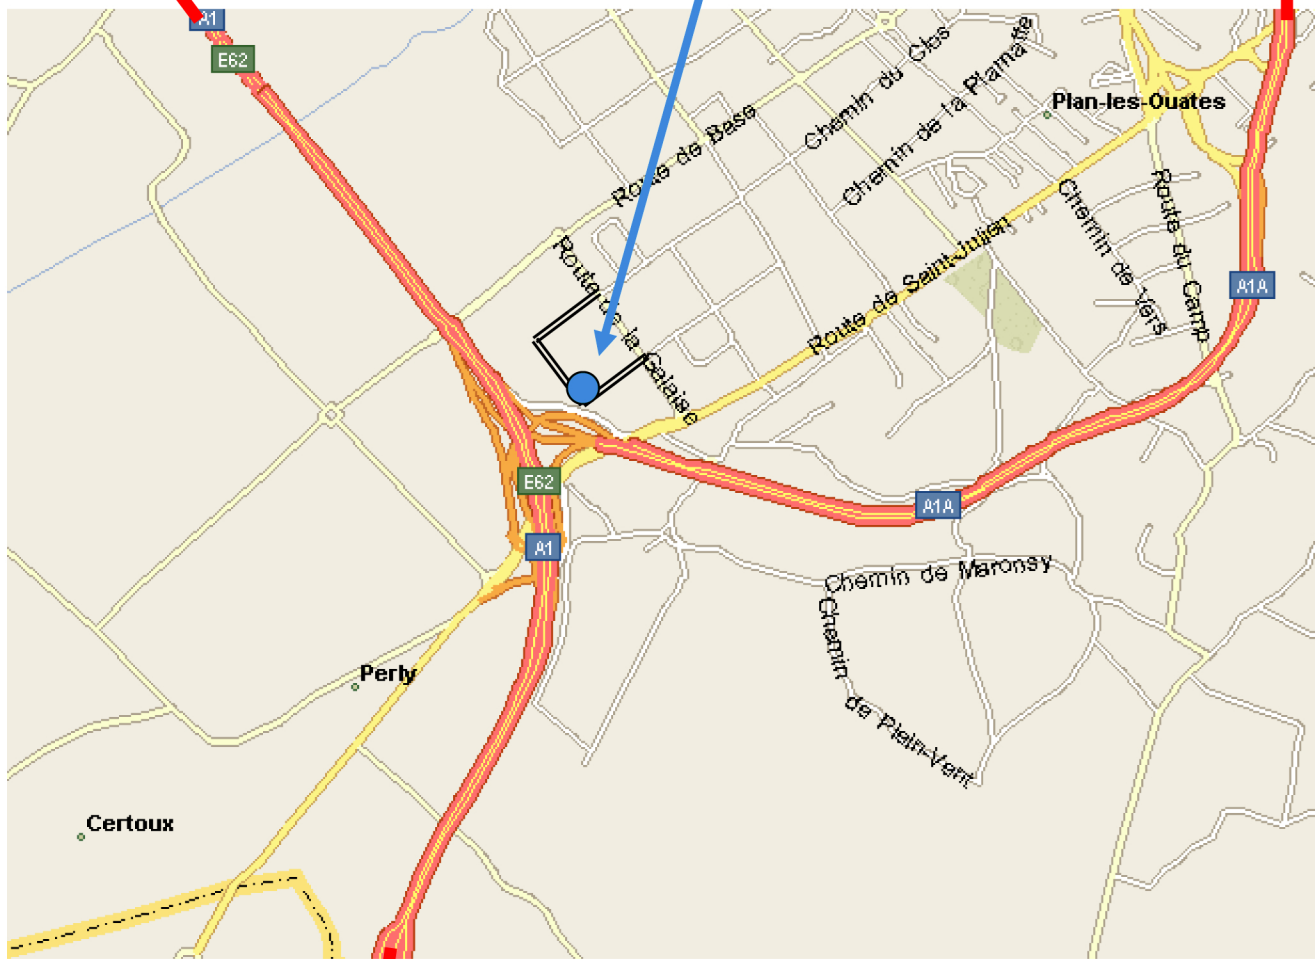 A1
E62
Chemin du Clos
Chemin de la Plamatte
Plan-les-Ouates
Route de Base
Chemin de Vers
Route du Camp
Route de Saint-Julien
Route de la Galaise
A1A
E62
A1A
A1
Chemin de Maronsy
Chemin de Plein-Vent
Perly
Certoux